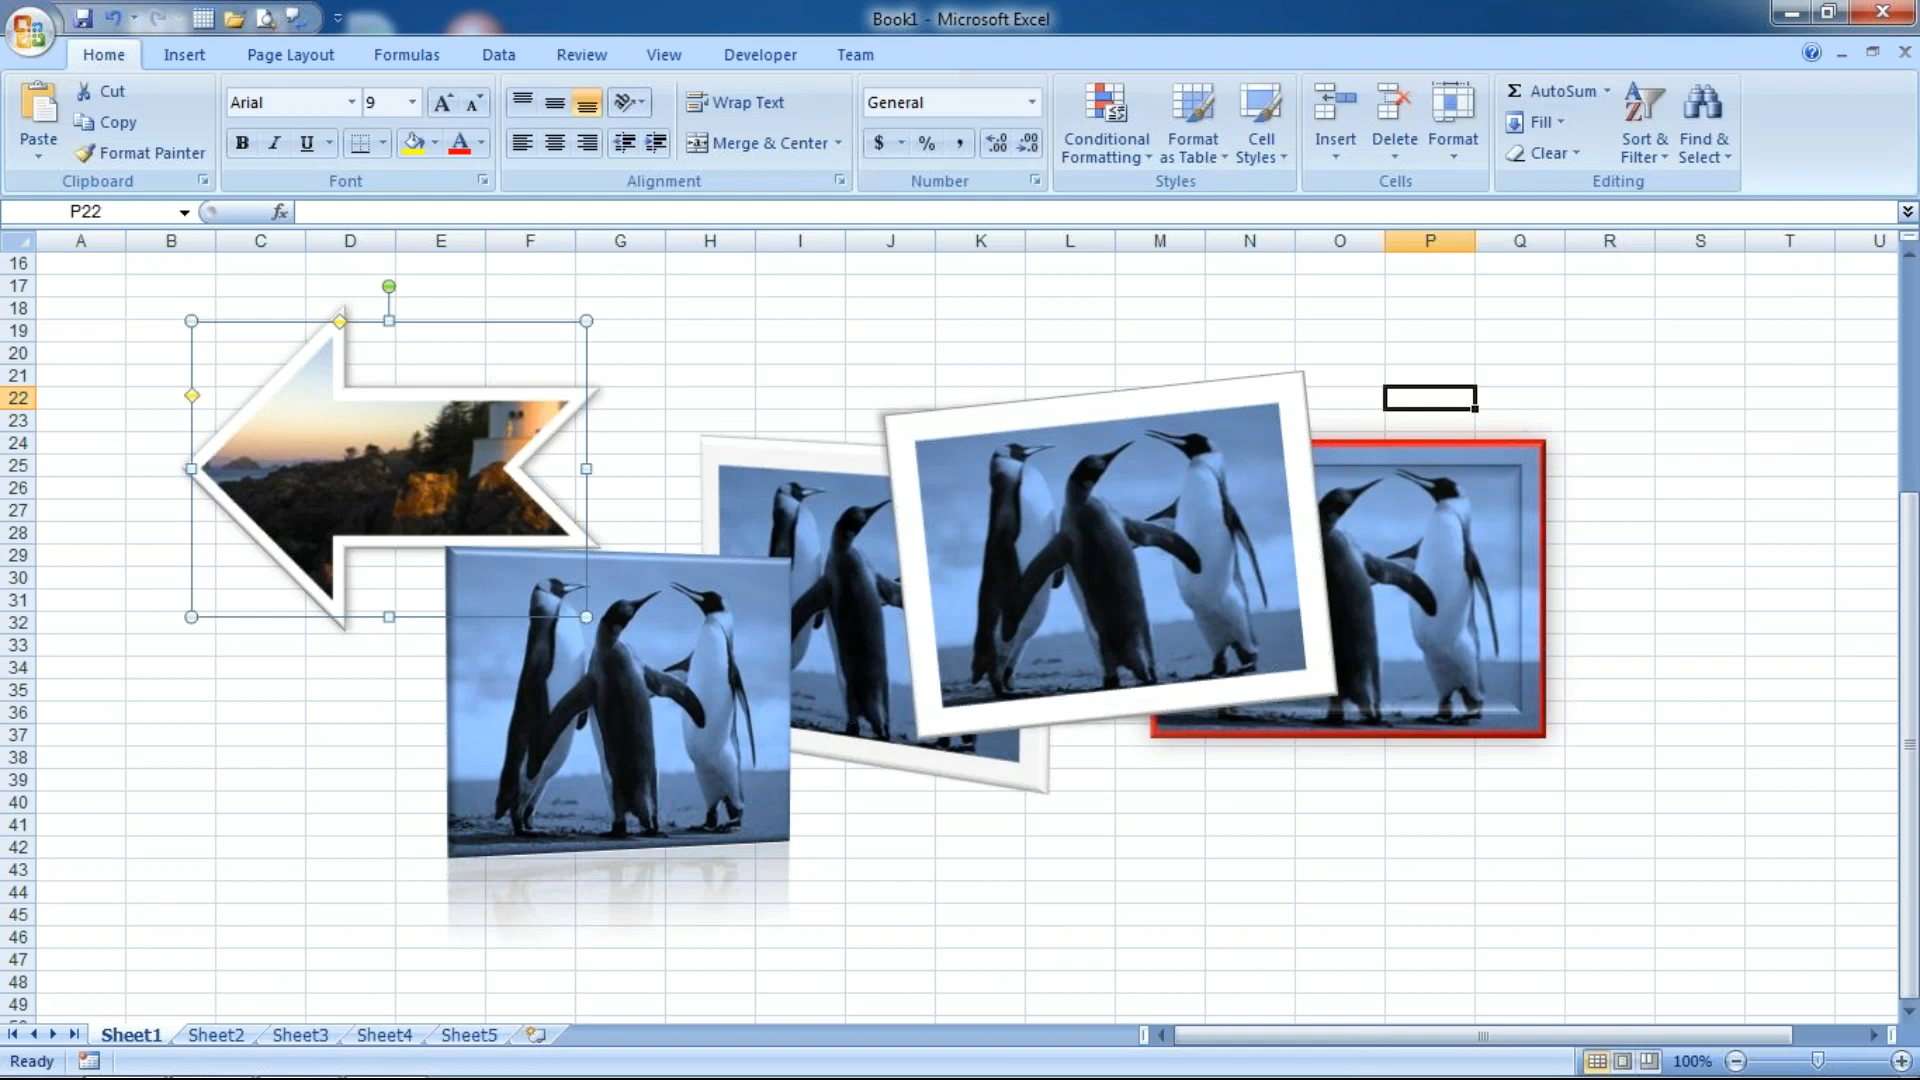 Book1 - Microsoft Excel
Home Insert Page Layout Formulas Data Review View Developer Team
Paste Cut Copy Format Painter Clipboard
Arial 9 A A B I U A Font
Wrap Text Merge & Center Alignment
General $ % , .0 .00 .00 .0 Number
Conditional Formatting Format as Table Cell Styles Styles
Insert Delete Format Cells
Σ AutoSum Fill Clear Sort & Filter Find & Select Editing
P22 fx
A B C D E F G H I J K L M N O P Q R S T U
16
17
18
19
20
21
22
23
24
25
26
27
28
29
30
31
32
33
34
35
36
37
38
39
40
41
42
43
44
45
46
47
48
49
Sheet1 Sheet2 Sheet3 Sheet4 Sheet5
Ready 100%